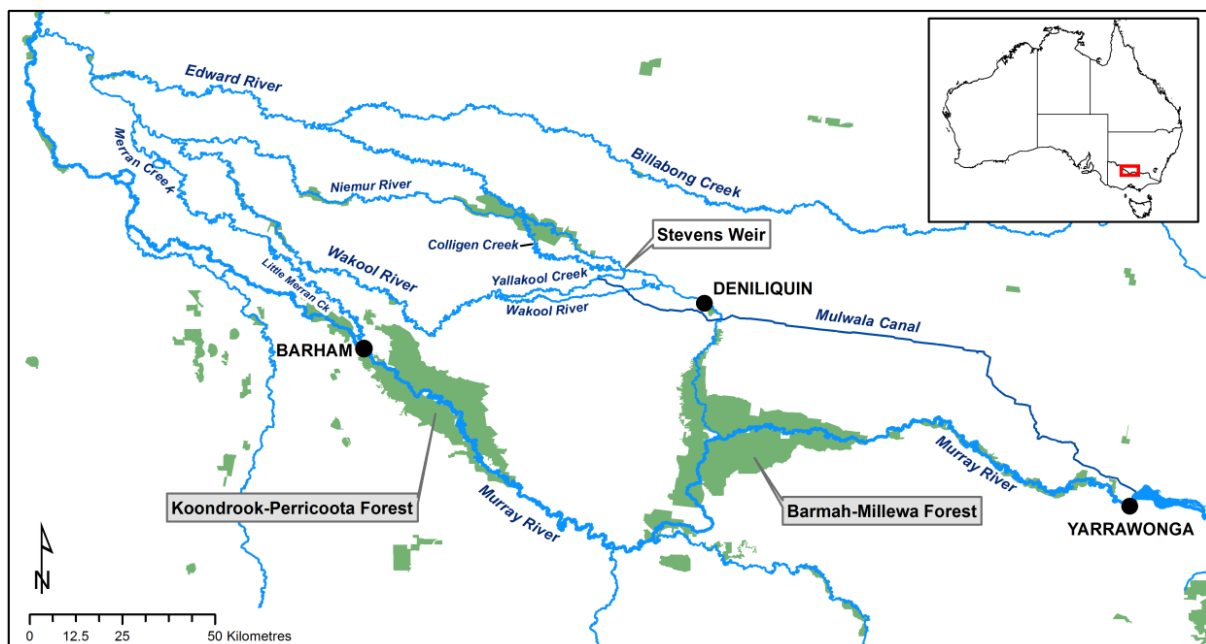 Edward River
Billabong Creek
Merran Creek
Niemur River
Colligen Creek
Stevens Weir
Wakool River
Little Merran Ck
Yallakool Creek
Wakool River
DENILIQUIN
Mulwala Canal
BARHAM
Murray River
Koondrook-Perricoota Forest
Murray River
Barmah-Millewa Forest
YARRAWONGA
N
0 12.5 25 50 Kilometres